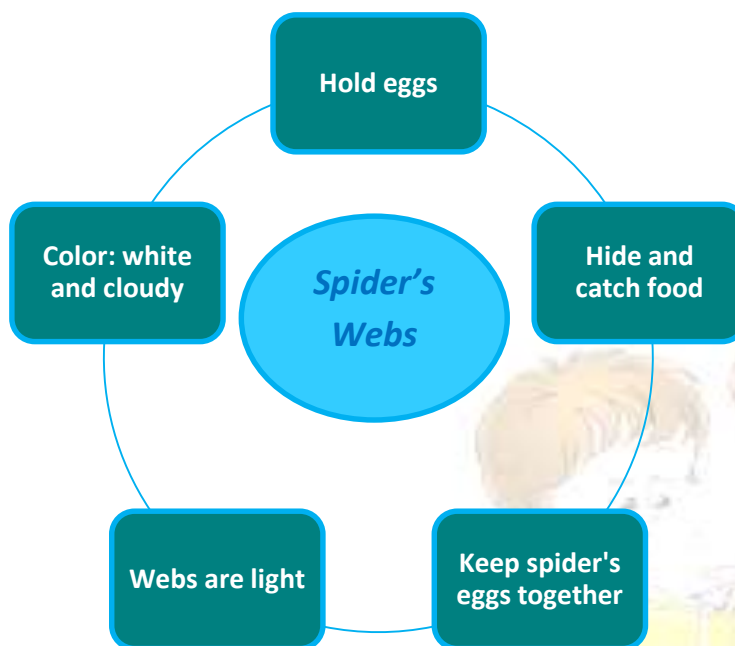 Hold eggs
Color: white
and cloudy
Spider’s
Webs
Hide and
catch food
Webs are light
Keep spider's
eggs together